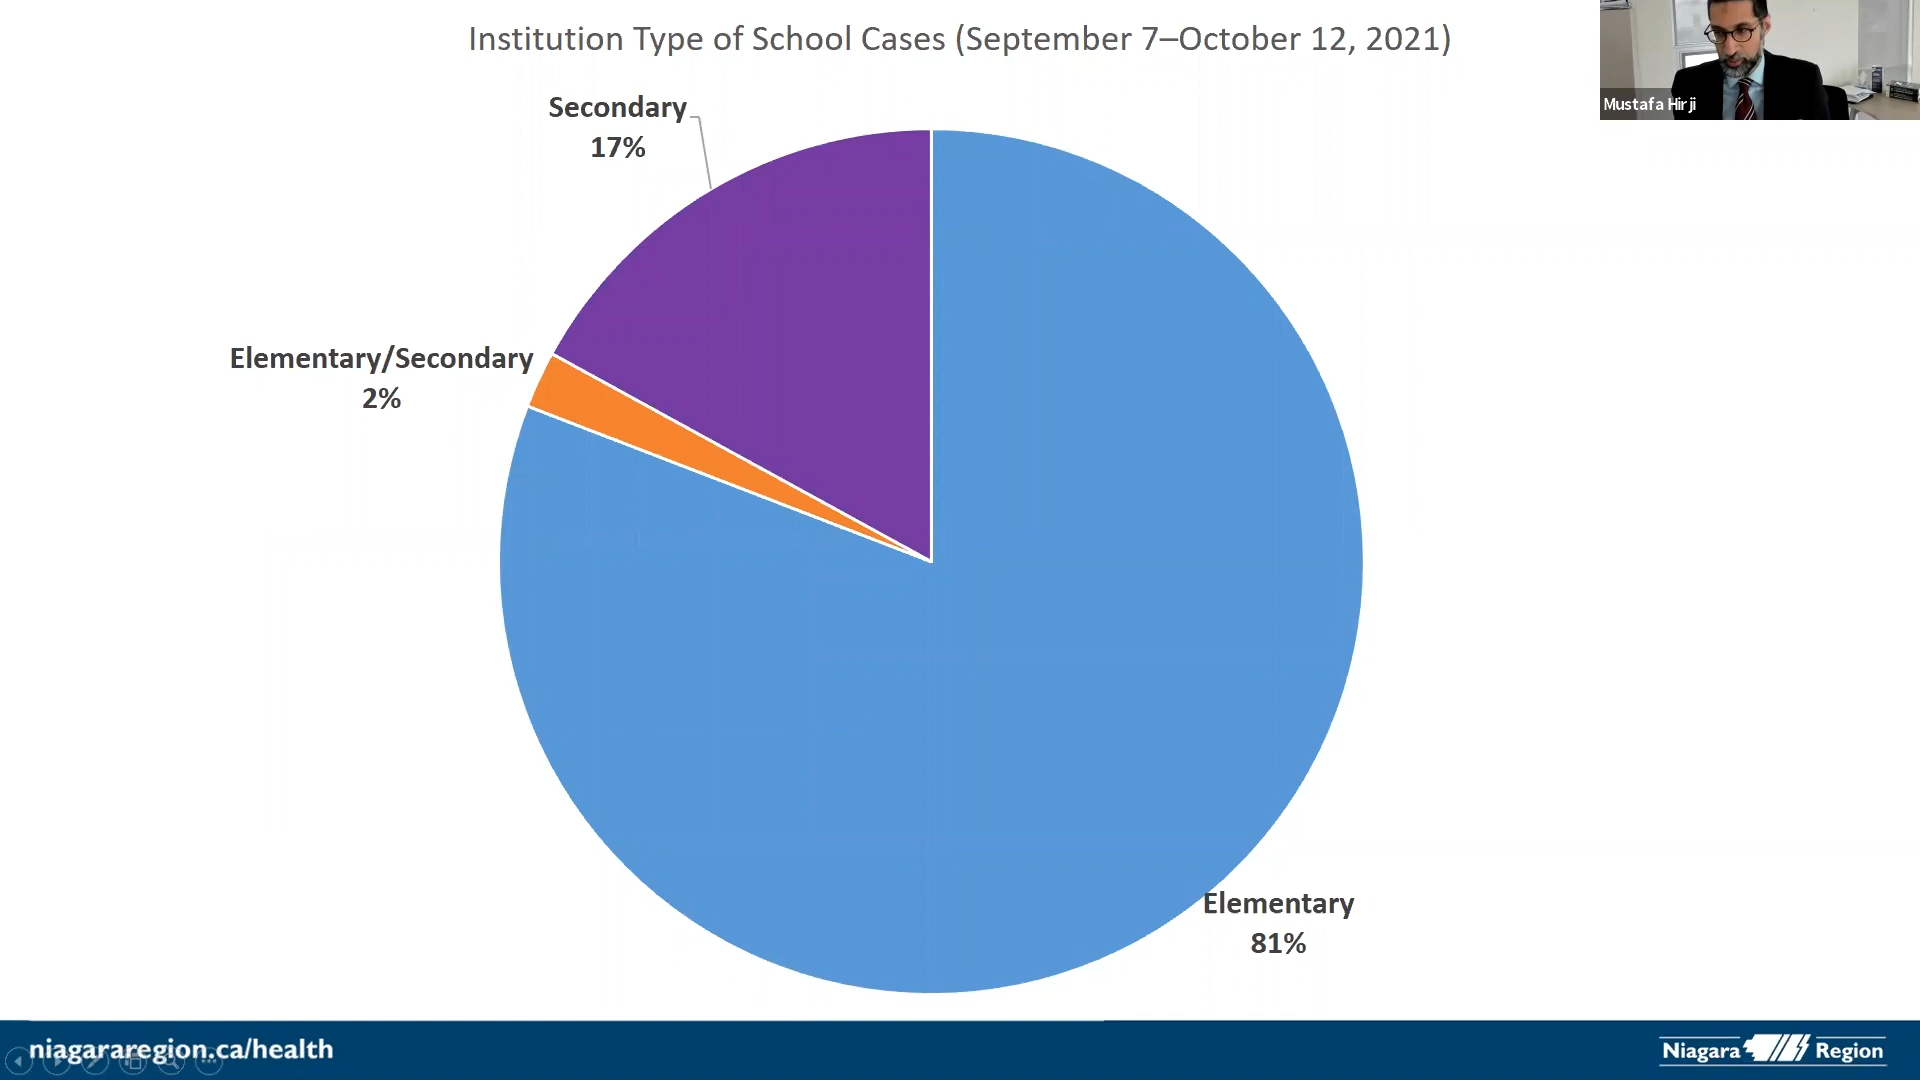 Institution Type of School Cases (September 7–October 12, 2021)
Mustafa Hirji
Secondary
17%
Elementary/Secondary
2%
Elementary
81%
niagararegion.ca/health
Niagara Region